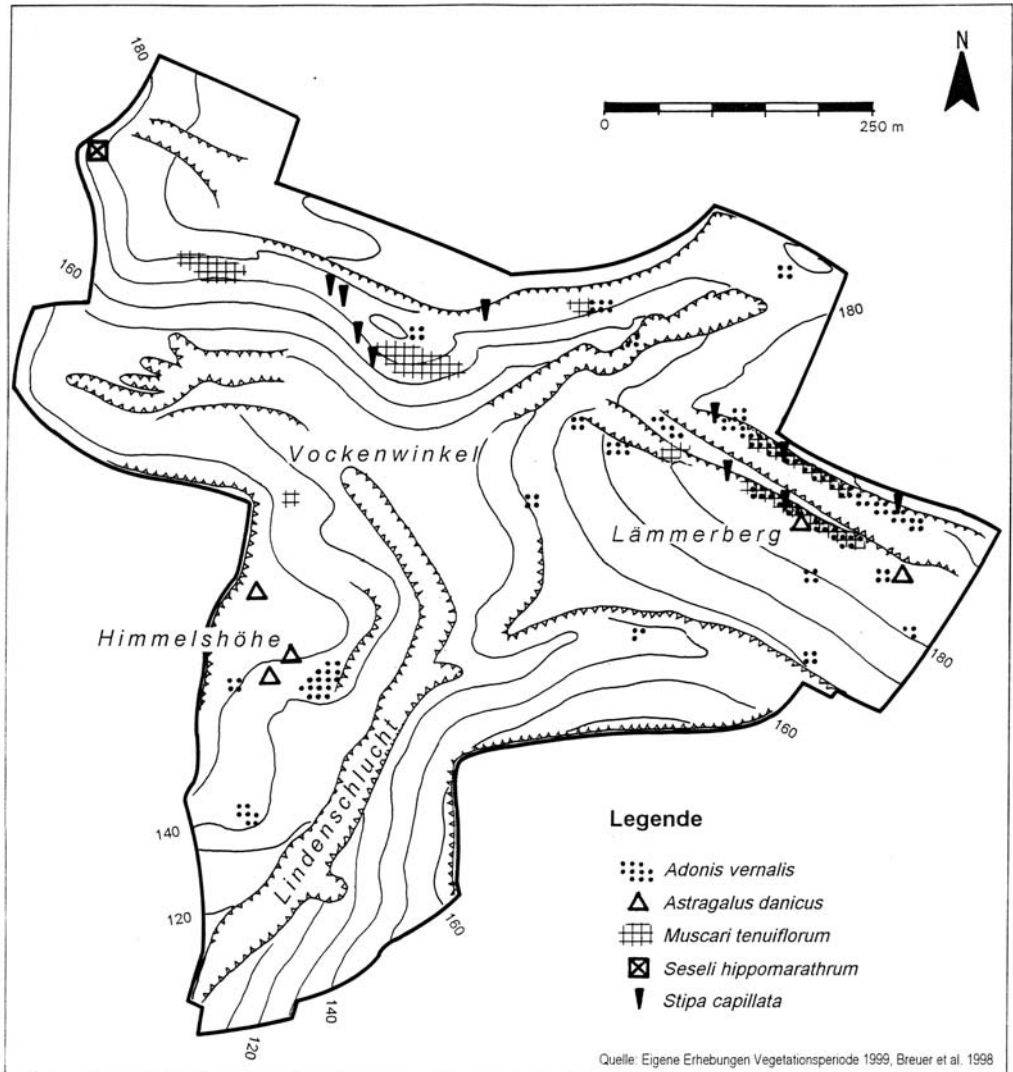 180
N
0
250 m
160
180
Vockenwinkel
Lämmerberg
Himmelshöhe
180
160
Lindenschlucht
140
120
160
140
120
Legende
Adonis vernalis
Astragalus danicus
Muscari tenuiflorum
Seseli hippomarathrum
Stipa capillata
Quelle: Eigene Erhebungen Vegetationsperiode 1999, Breuer et al. 1998